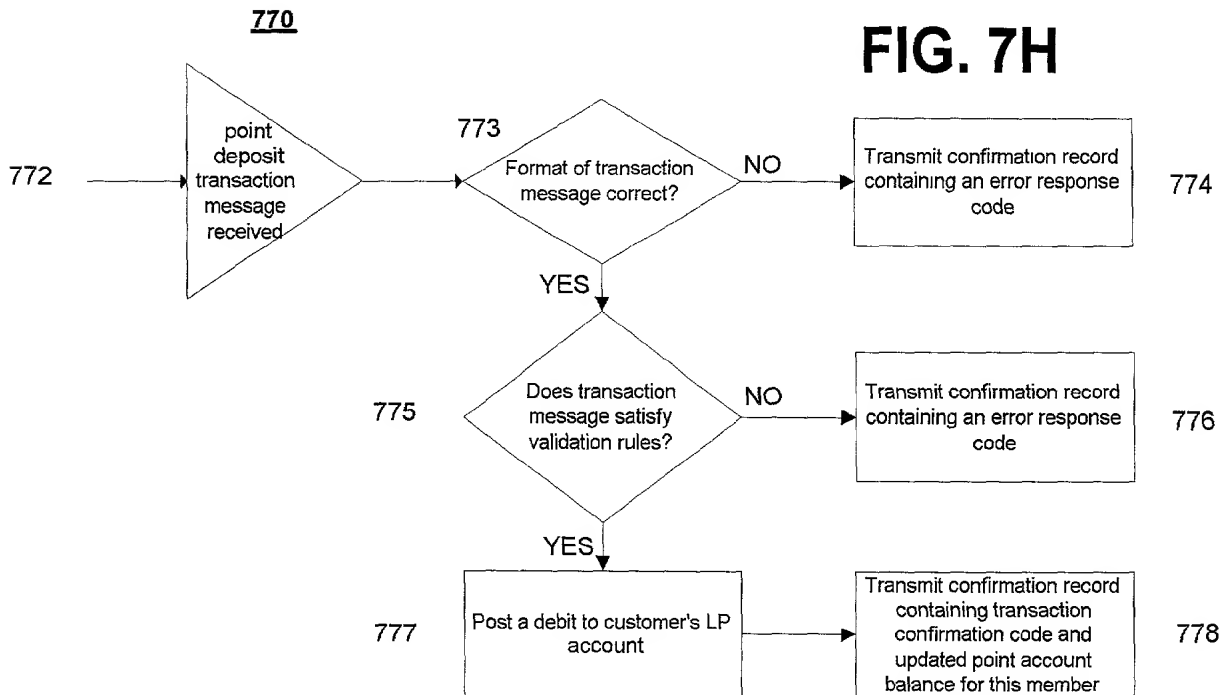 770
FIG. 7H
772
point
deposit
transaction
message
received
773
Format of transaction
message correct?
NO
Transmit confirmation record
containing an error response
code
774
YES
775
Does transaction
message satisfy
validation rules?
NO
Transmit confirmation record
containing an error response
code
776
YES
777
Post a debit to customer's LP
account
Transmit confirmation record
containing transaction
confirmation code and
updated point account
balance for this member
778